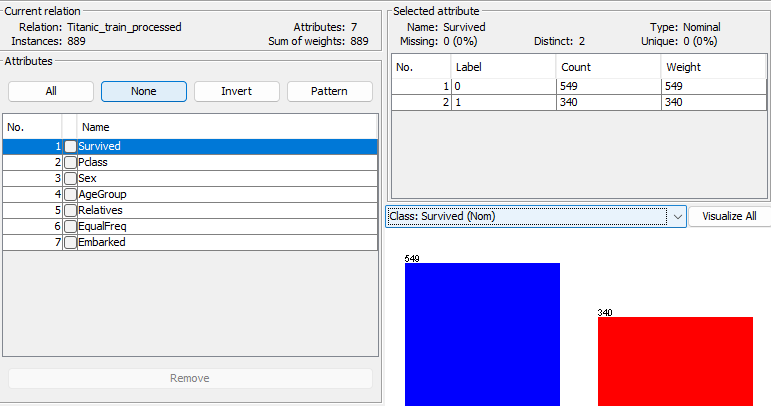 Current relation
Relation: Titanic_train_processed Attributes: 7
Instances: 889 Sum of weights: 889
Attributes
All None Invert Pattern
No. Name
1 Survived
2 Pclass
3 Sex
4 AgeGroup
5 Relatives
6 EqualFreq
7 Embarked
Remove
Selected attribute
Name: Survived Type: Nominal
Missing: 0 (0%) Distinct: 2 Unique: 0 (0%)
No. Label Count Weight
1 0 549 549
2 1 340 340
Class: Survived (Nom) Visualize All
549
340